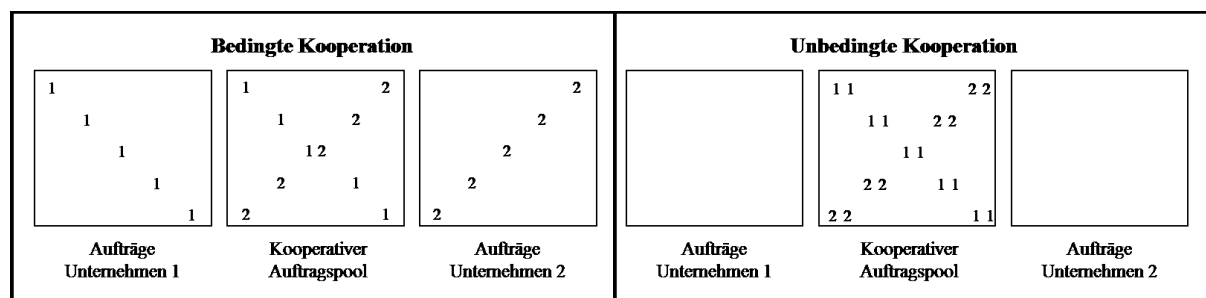 Bedingte Kooperation
1
1
1
1
1
Aufträge
Unternehmen 1
1 2
1 2
1 2
2 1
2 1
Kooperativer
Auftragspool
2
2
2
2
2
Aufträge
Unternehmen 2
Unbedingte Kooperation
Aufträge
Unternehmen 1
1 1 2 2
1 1 2 2
1 1
2 2 1 1
2 2 1 1
Kooperativer
Auftragspool
Aufträge
Unternehmen 2